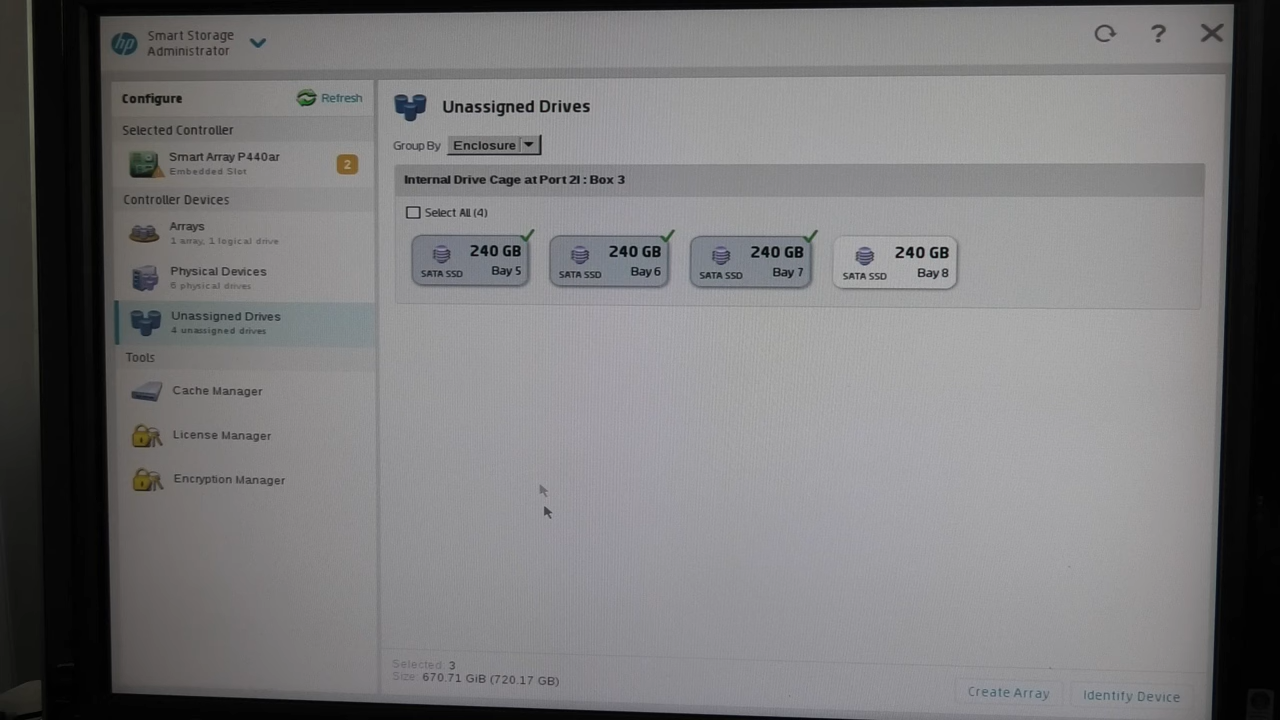 hp
Smart Storage
Administrator
?
Configure
Refresh
Selected Controller
Smart Array P440ar
Embedded Slot
2
Controller Devices
Arrays
1 array, 1 logical drive
Physical Devices
6 physical drives
Unassigned Drives
4 unassigned drives
Tools
Cache Manager
License Manager
Encryption Manager
Unassigned Drives
Group By Enclosure
Internal Drive Cage at Port 2I : Box 3
Select All (4)
240 GB
SATA SSD Bay 5
240 GB
SATA SSD Bay 6
240 GB
SATA SSD Bay 7
240 GB
SATA SSD Bay 8
Selected: 3
Size: 670.71 GiB (720.17 GB)
Create Array
Identify Device